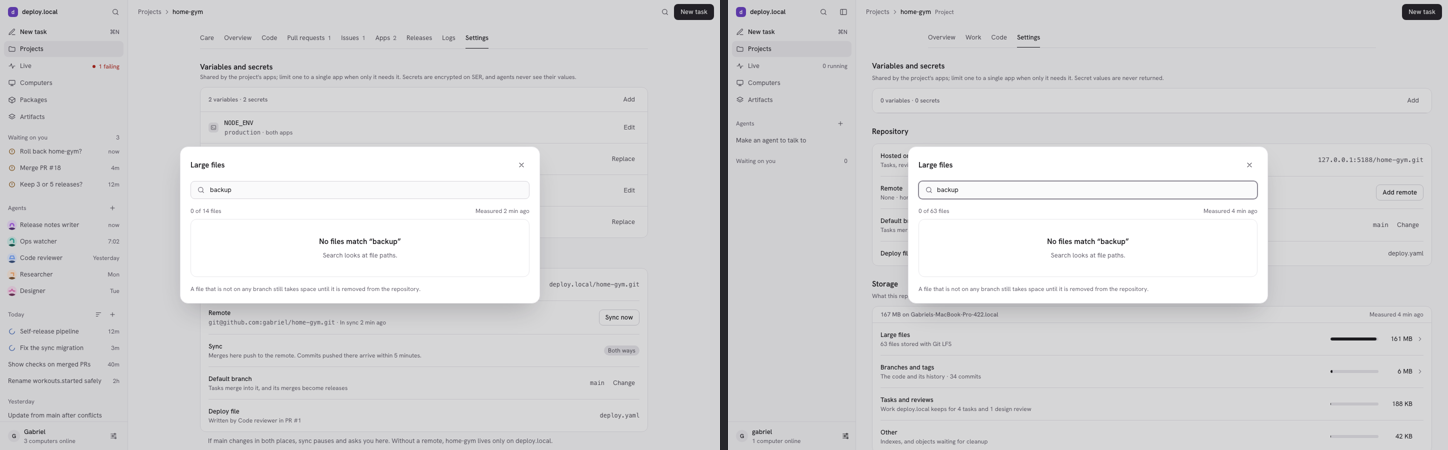 deploy.local
New task ⌘N
Projects
Live 1 failing
Computers
Packages
Artifacts
Waiting on you 3
Roll back home-gym? now
Merge PR #18 4m
Keep 3 or 5 releases? 12m
Agents
Release notes writer now
Ops watcher 7:02
Code reviewer Yesterday
Researcher Mon
Designer Tue
Today
Self-release pipeline 12m
Fix the sync migration 3m
Show checks on merged PRs 40m
Rename workouts.started safely 2h
Yesterday
Update from main after conflicts
G Gabriel
3 computers online
Projects > home-gym
New task
Care Overview Code Pull requests 1 Issues 1 Apps 2 Releases Logs Settings
Variables and secrets
Shared by the project's apps; limit one to a single app when only it needs it. Secrets are encrypted on SER, and agents never see their values.
2 variables · 2 secrets Add
NODE_ENV
production · both apps Edit
Replace
Edit
Replace
Large files
backup
0 of 14 files Measured 2 min ago
No files match “backup”
Search looks at file paths.
A file that is not on any branch still takes space until it is removed from the repository.
deploy.local/home-gym.git
Remote
git@github.com:gabriel/home-gym.git · In sync 2 min ago Sync now
Sync
Merges here push to the remote. Commits pushed there arrive within 5 minutes. Both ways
Default branch
Tasks merge into it, and its merges become releases main Change
Deploy file
Written by Code reviewer in PR #1 deploy.yaml
If main changes in both places, sync pauses and asks you here. Without a remote, home-gym lives only on deploy.local.
deploy.local
New task ⌘N
Projects
Live 0 running
Computers
Artifacts
Agents
Make an agent to talk to
Waiting on you 0
G gabriel
1 computer online
Projects > home-gym Project
New task
Overview Work Code Settings
Variables and secrets
Shared by the project's apps; limit one to a single app when only it needs it. Secret values are never returned.
0 variables · 0 secrets Add
Repository
Hosted o
Tasks, revi
127.0.0.1:5188/home-gym.git
Remote
None · ho
Add remote
Default b
Tasks mer
main Change
Deploy fil
deploy.yaml
Large files
backup
0 of 63 files Measured 4 min ago
No files match “backup”
Search looks at file paths.
A file that is not on any branch still takes space until it is removed from the repository.
Storage
What this rep
167 MB on Gabriels-MacBook-Pro-422.local Measured 4 min ago
Large files
63 files stored with Git LFS 161 MB
Branches and tags
The code and its history · 34 commits 6 MB
Tasks and reviews
Work deploy.local keeps for 4 tasks and 1 design review 188 KB
Other
Indexes, and objects waiting for cleanup 42 KB